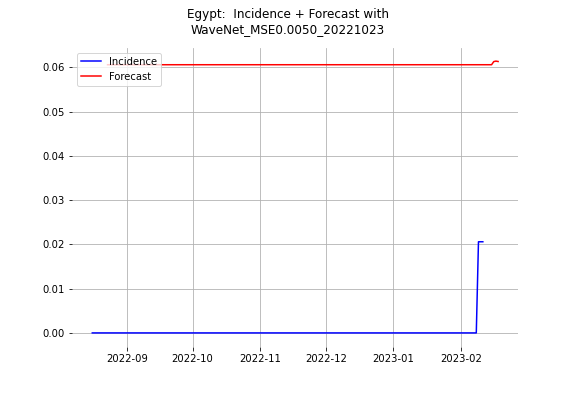 Egypt:  Incidence + Forecast with
WaveNet_MSE0.0050_20221023
Incidence
Forecast
0.06
0.05
0.04
0.03
0.02
0.01
0.00
2022-09 2022-10 2022-11 2022-12 2023-01 2023-02